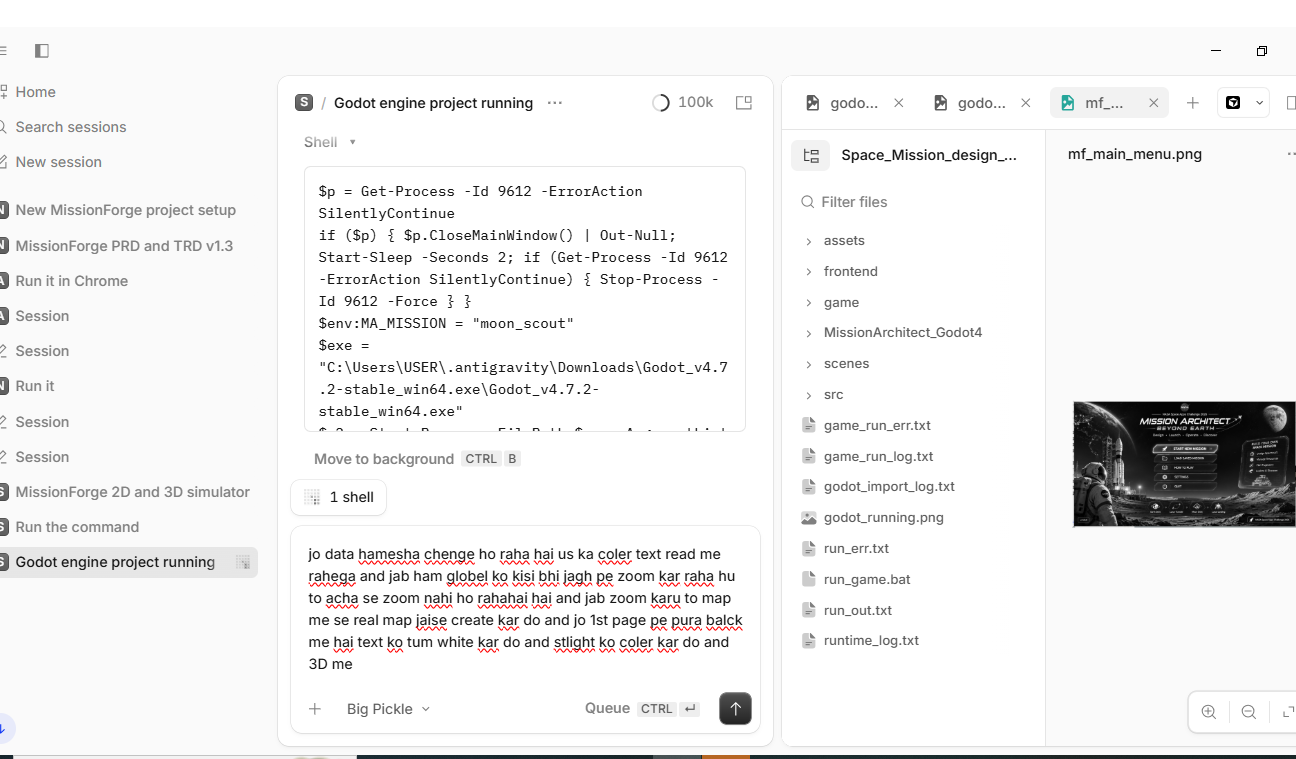 Home
Search sessions
New session
New MissionForge project setup
MissionForge PRD and TRD v1.3
Run it in Chrome
Session
Session
Run it
Session
Session
MissionForge 2D and 3D simulator
Run the command
Godot engine project running
S / Godot engine project running ... 100k
Shell
$p = Get-Process -Id 9612 -ErrorAction
SilentlyContinue
if ($p) { $p.CloseMainWindow() | Out-Null;
Start-Sleep -Seconds 2; if (Get-Process -Id 9612
-ErrorAction SilentlyContinue) { Stop-Process -
Id 9612 -Force } }
$env:MA_MISSION = "moon_scout"
$exe =
"C:\Users\USER\.antigravity\Downloads\Godot_v4.7
.2-stable_win64.exe\Godot_v4.7.2-
stable_win64.exe"
Move to background CTRL B
1 shell
jo data hamesha chenge ho raha hai us ka coler text read me
rahega and jab ham globel ko kisi bhi jagh pe zoom kar raha hu
to acha se zoom nahi ho rahahai hai and jab zoom karu to map
me se real map jaise create kar do and jo 1st page pe pura balck
me hai text ko tum white kar do and stlight ko coler kar do and
3D me
Big Pickle
Queue CTRL
godo...
godo...
mf_...
Space_Mission_design_...
Filter files
assets
frontend
game
MissionArchitect_Godot4
scenes
src
game_run_err.txt
game_run_log.txt
godot_import_log.txt
godot_running.png
run_err.txt
run_game.bat
run_out.txt
runtime_log.txt
mf_main_menu.png
MISSION ARCHITECT
BEYOND EARTH
START NEW MISSION